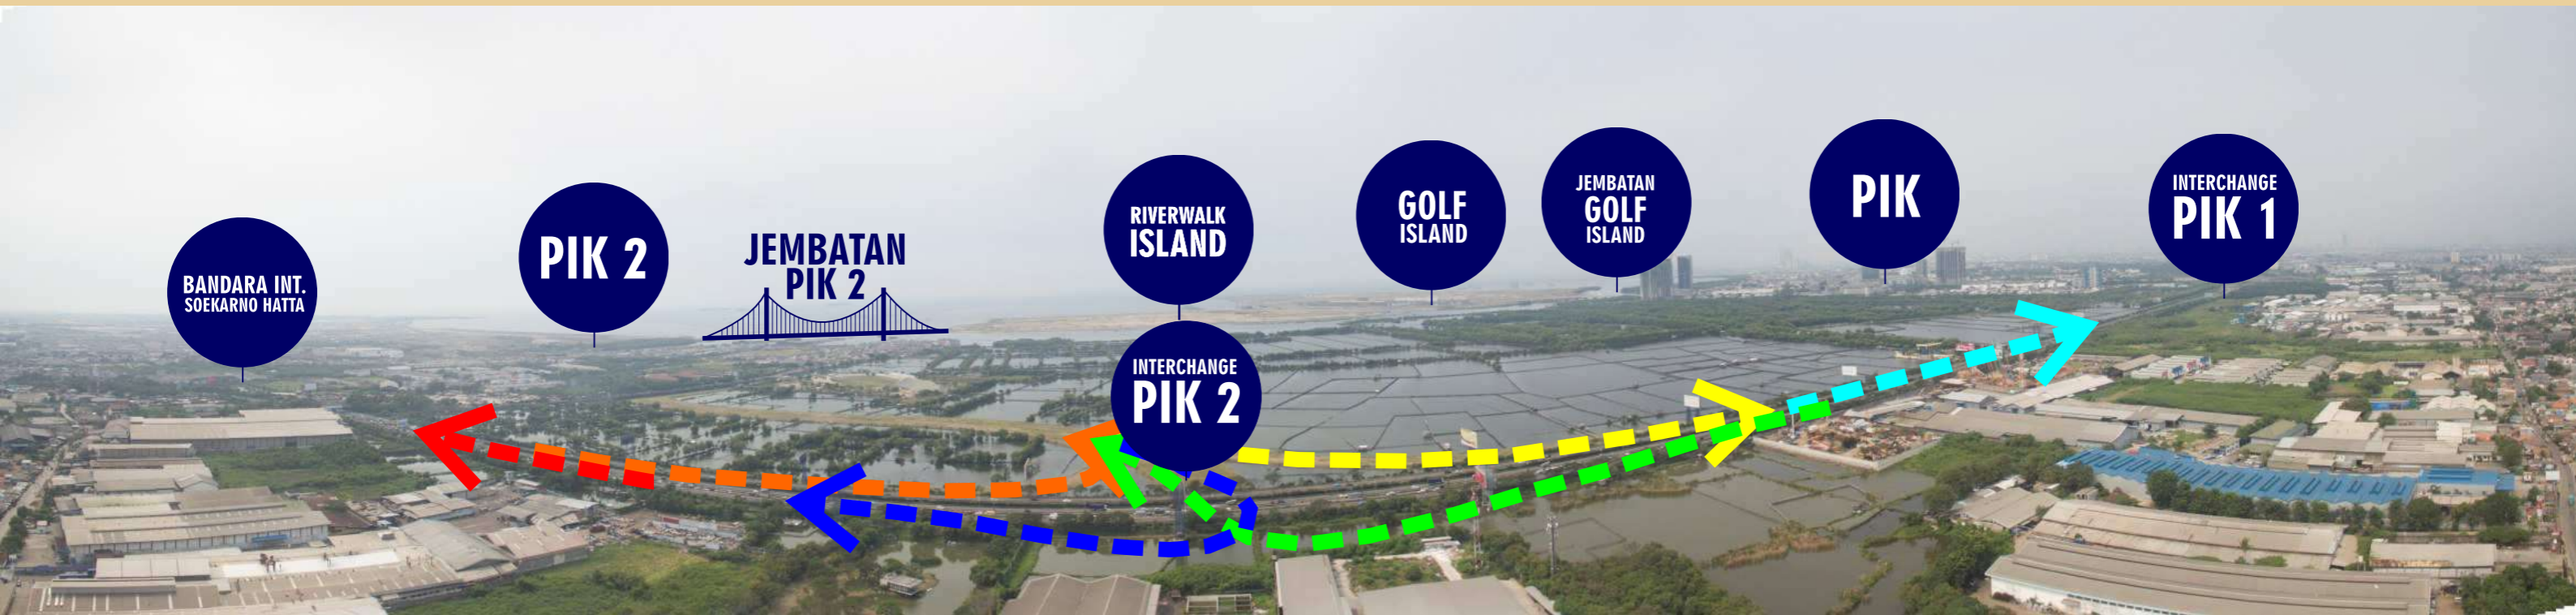 BANDARA INT.
SOEKARNO HATTA
PIK 2
JEMBATAN
PIK 2
RIVERWALK
ISLAND
INTERCHANGE
PIK 2
GOLF
ISLAND
JEMBATAN
GOLF
ISLAND
PIK
INTERCHANGE
PIK 1